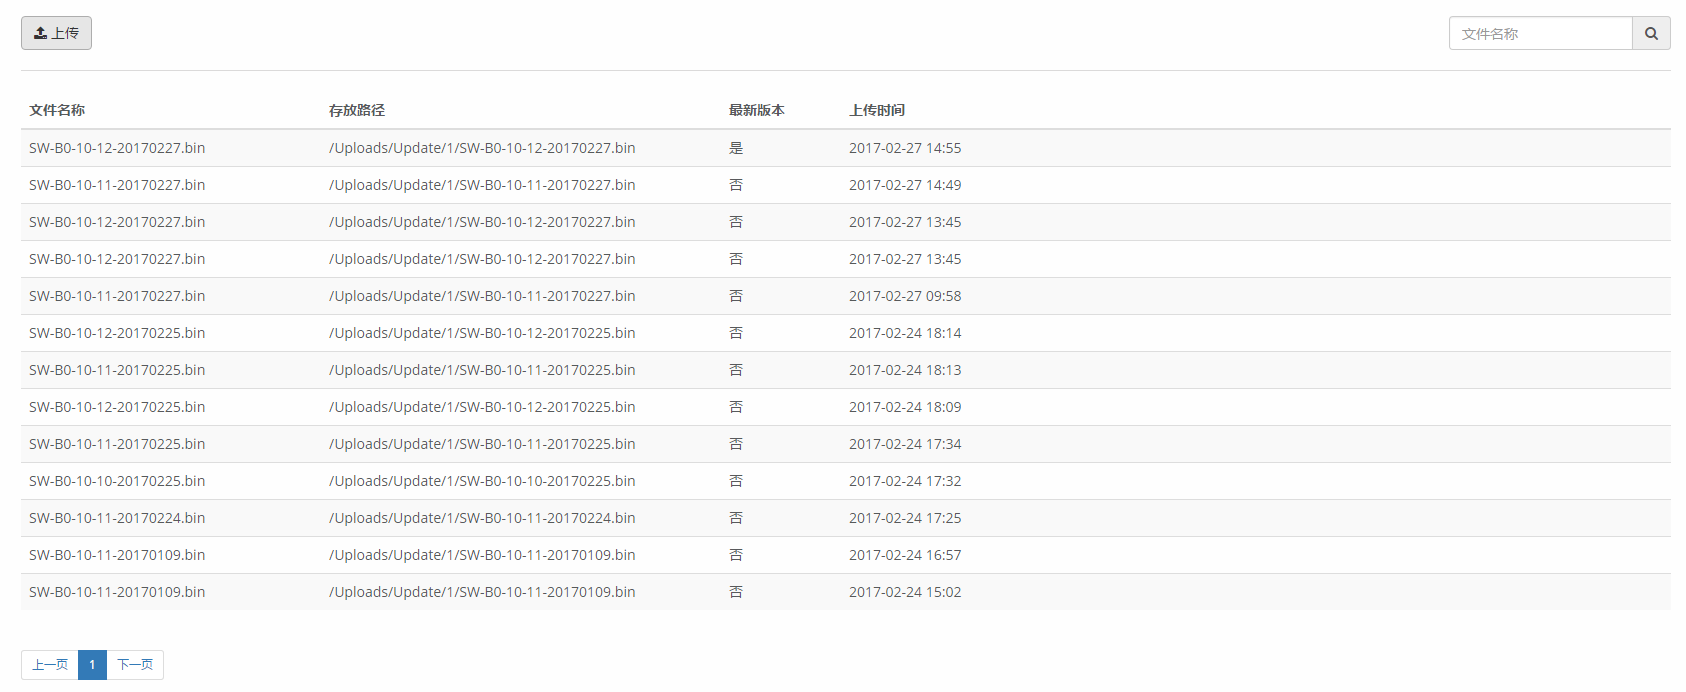 上传 文件名称
文件名称 存放路径 最新版本 上传时间
SW-B0-10-12-20170227.bin /Uploads/Update/1/SW-B0-10-12-20170227.bin 是 2017-02-27 14:55
SW-B0-10-11-20170227.bin /Uploads/Update/1/SW-B0-10-11-20170227.bin 否 2017-02-27 14:49
SW-B0-10-12-20170227.bin /Uploads/Update/1/SW-B0-10-12-20170227.bin 否 2017-02-27 13:45
SW-B0-10-12-20170227.bin /Uploads/Update/1/SW-B0-10-12-20170227.bin 否 2017-02-27 13:45
SW-B0-10-11-20170227.bin /Uploads/Update/1/SW-B0-10-11-20170227.bin 否 2017-02-27 09:58
SW-B0-10-12-20170225.bin /Uploads/Update/1/SW-B0-10-12-20170225.bin 否 2017-02-24 18:14
SW-B0-10-11-20170225.bin /Uploads/Update/1/SW-B0-10-11-20170225.bin 否 2017-02-24 18:13
SW-B0-10-12-20170225.bin /Uploads/Update/1/SW-B0-10-12-20170225.bin 否 2017-02-24 18:09
SW-B0-10-11-20170225.bin /Uploads/Update/1/SW-B0-10-11-20170225.bin 否 2017-02-24 17:34
SW-B0-10-10-20170225.bin /Uploads/Update/1/SW-B0-10-10-20170225.bin 否 2017-02-24 17:32
SW-B0-10-11-20170224.bin /Uploads/Update/1/SW-B0-10-11-20170224.bin 否 2017-02-24 17:25
SW-B0-10-11-20170109.bin /Uploads/Update/1/SW-B0-10-11-20170109.bin 否 2017-02-24 16:57
SW-B0-10-11-20170109.bin /Uploads/Update/1/SW-B0-10-11-20170109.bin 否 2017-02-24 15:02
上一页 1 下一页